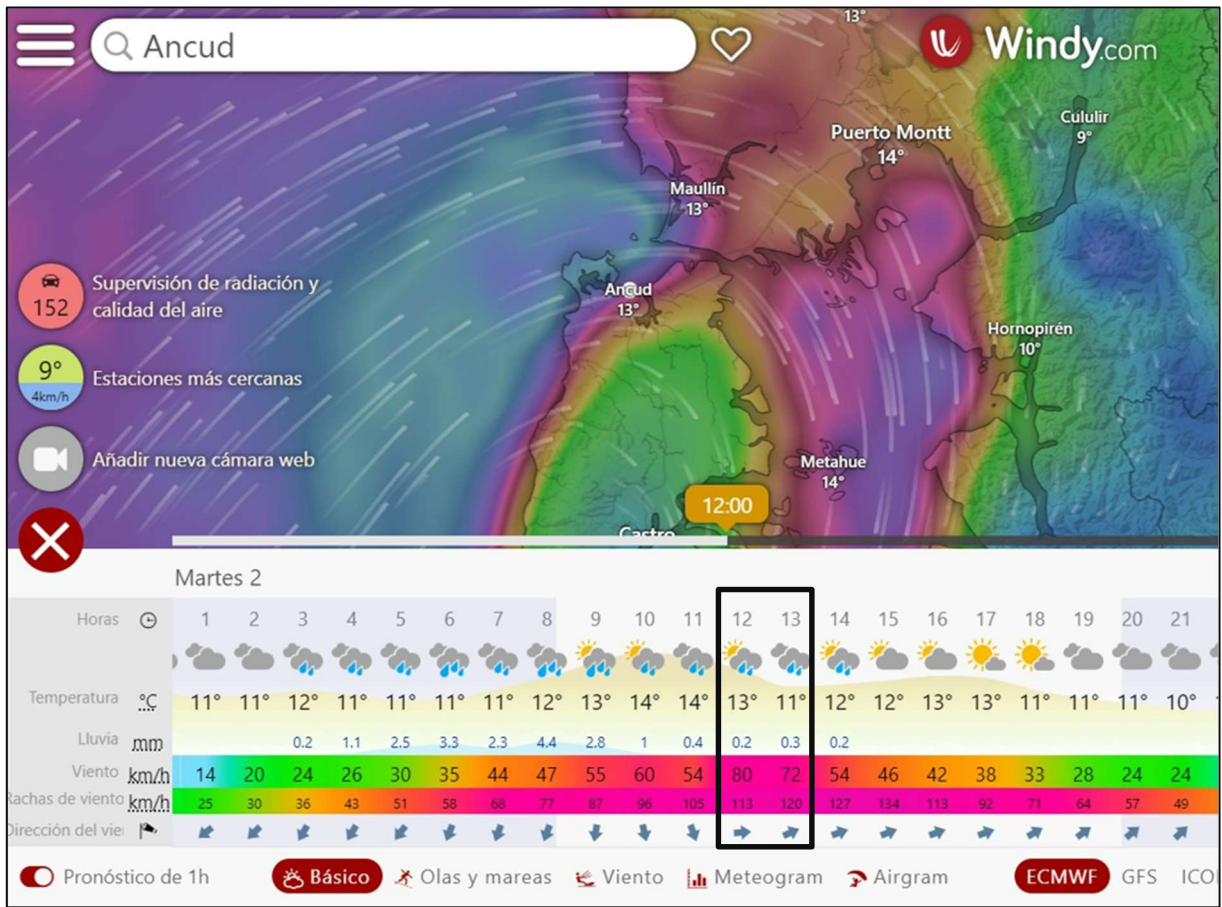 Ancud
Windy.com
13°
Cululir
9°
Puerto Montt
14°
Maullín
13°
152
Supervisión de radiación y
calidad del aire
Ancud
13°
Hornopirén
10°
9°
4km/h
Estaciones más cercanas
Añadir nueva cámara web
Metahue
14°
12:00
Castro
Martes 2
Horas 1 2 3 4 5 6 7 8 9 10 11 12 13 14 15 16 17 18 19 20 21
Temperatura °C 11° 11° 12° 11° 11° 11° 11° 12° 13° 14° 14° 13° 11° 12° 12° 13° 13° 11° 11° 11° 10°
Lluvia mm 0.2 1.1 2.5 3.3 2.3 4.4 2.8 1 0.4 0.2 0.3 0.2
Viento km/h 14 20 24 26 30 35 44 47 55 60 54 80 72 54 46 42 38 33 28 24 24
Rachas de viento km/h 25 30 36 43 51 58 68 77 87 96 105 113 120 127 134 113 92 71 64 57 49
Dirección del vie
Pronóstico de 1h Básico Olas y mareas Viento Meteogram Airgram ECMWF GFS ICO